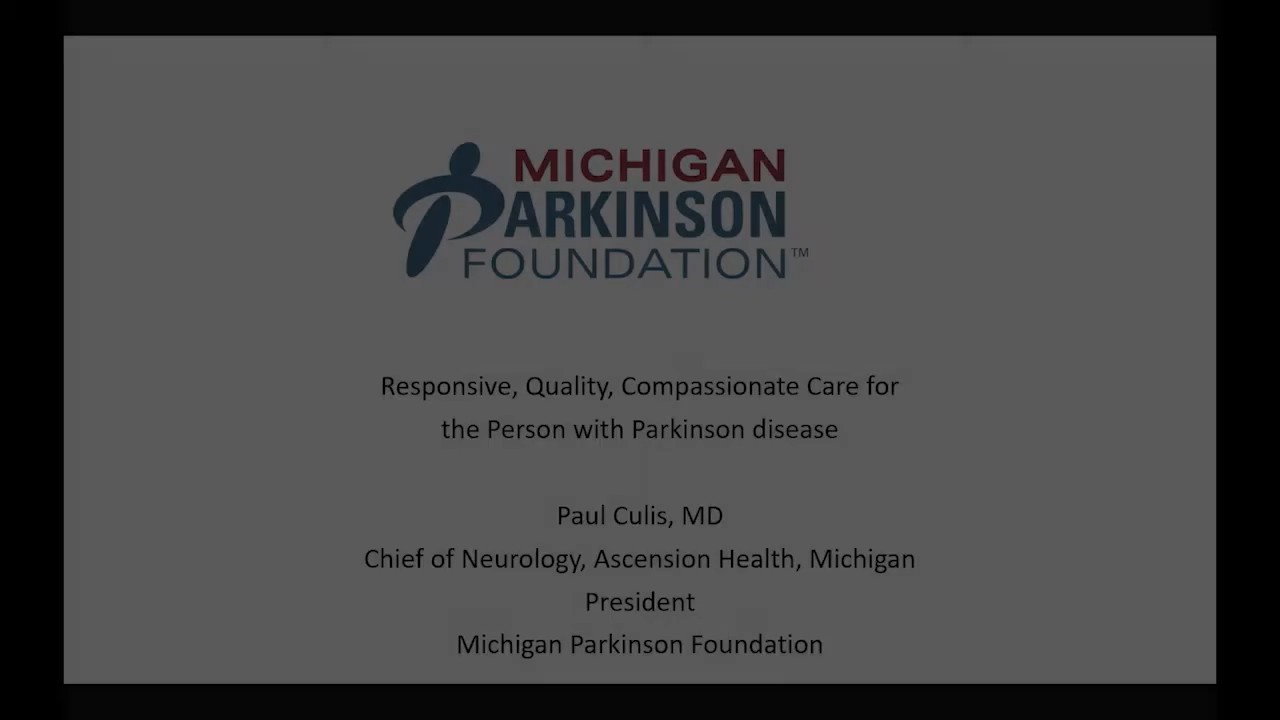 MICHIGAN
PARKINSON
FOUNDATION™
Responsive, Quality, Compassionate Care for
the Person with Parkinson disease
Paul Culis, MD
Chief of Neurology, Ascension Health, Michigan
President
Michigan Parkinson Foundation